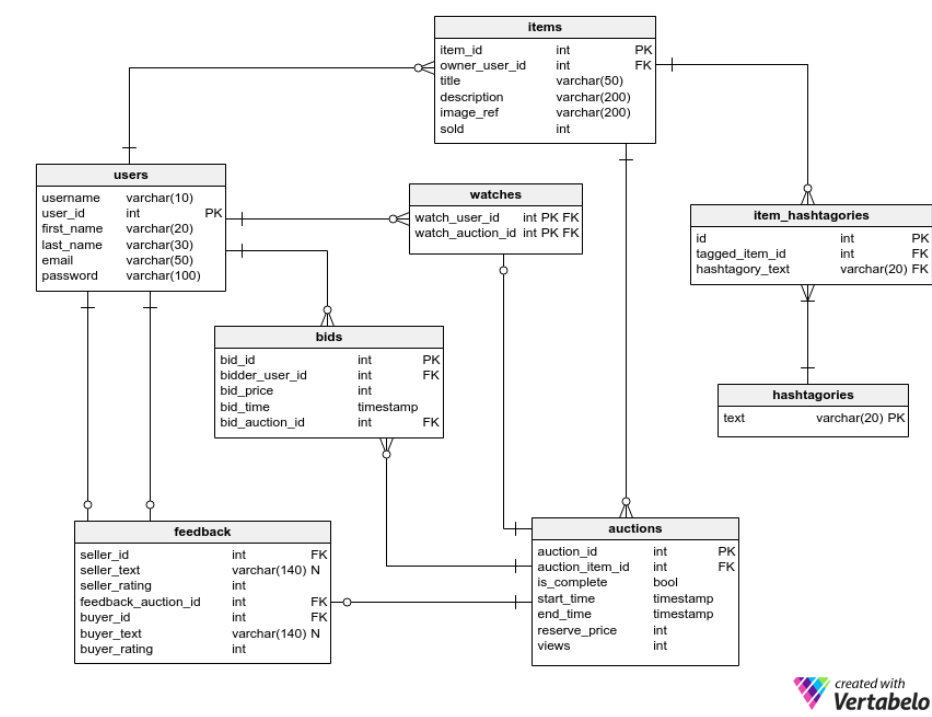 items
item_id int PK
owner_user_id int FK
title varchar(50)
description varchar(200)
image_ref varchar(200)
sold int
users
username varchar(10)
user_id int PK
first_name varchar(20)
last_name varchar(30)
email varchar(50)
password varchar(100)
watches
watch_user_id int PK FK
watch_auction_id int PK FK
item_hashtagories
id int PK
tagged_item_id int FK
hashtagory_text varchar(20) FK
bids
bid_id int PK
bidder_user_id int FK
bid_price int
bid_time timestamp
bid_auction_id int FK
hashtagories
text varchar(20) PK
feedback
seller_id int FK
seller_text varchar(140) N
seller_rating int
feedback_auction_id int FK
buyer_id int FK
buyer_text varchar(140) N
buyer_rating int
auctions
auction_id int PK
auction_item_id int FK
is_complete bool
start_time timestamp
end_time timestamp
reserve_price int
views int
created with
Vertabelo